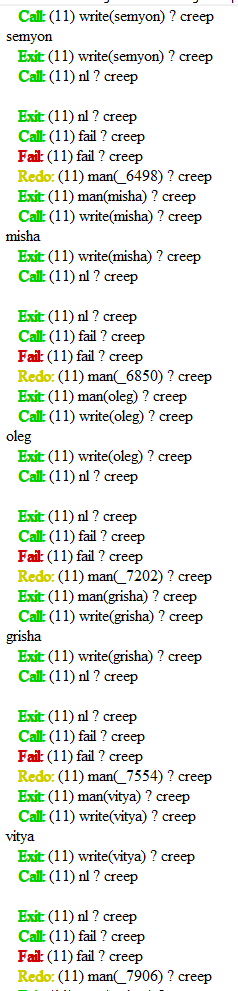 Call: (11) write(semyon) ? creep
semyon
Exit: (11) write(semyon) ? creep
Call: (11) nl ? creep
Exit: (11) nl ? creep
Call: (11) fail ? creep
Fail: (11) fail ? creep
Redo: (11) man(_6498) ? creep
Exit: (11) man(misha) ? creep
Call: (11) write(misha) ? creep
misha
Exit: (11) write(misha) ? creep
Call: (11) nl ? creep
Exit: (11) nl ? creep
Call: (11) fail ? creep
Fail: (11) fail ? creep
Redo: (11) man(_6850) ? creep
Exit: (11) man(oleg) ? creep
Call: (11) write(oleg) ? creep
oleg
Exit: (11) write(oleg) ? creep
Call: (11) nl ? creep
Exit: (11) nl ? creep
Call: (11) fail ? creep
Fail: (11) fail ? creep
Redo: (11) man(_7202) ? creep
Exit: (11) man(grisha) ? creep
Call: (11) write(grisha) ? creep
grisha
Exit: (11) write(grisha) ? creep
Call: (11) nl ? creep
Exit: (11) nl ? creep
Call: (11) fail ? creep
Fail: (11) fail ? creep
Redo: (11) man(_7554) ? creep
Exit: (11) man(vitya) ? creep
Call: (11) write(vitya) ? creep
vitya
Exit: (11) write(vitya) ? creep
Call: (11) nl ? creep
Exit: (11) nl ? creep
Call: (11) fail ? creep
Fail: (11) fail ? creep
Redo: (11) man(_7906) ? creep